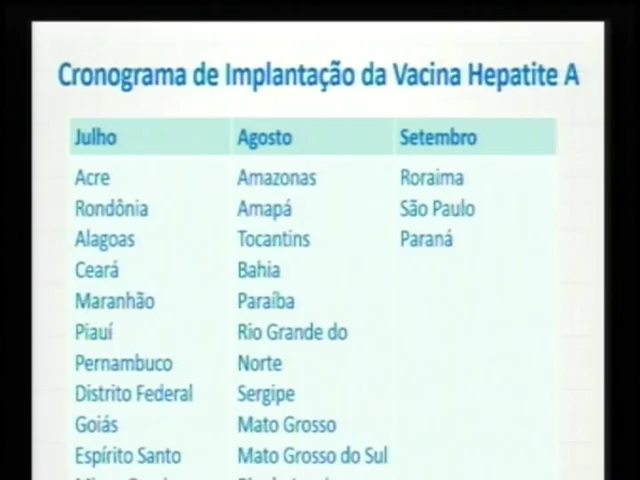 Cronograma de Implantação da Vacina Hepatite A
Julho Agosto Setembro
Acre Amazonas Roraima
Rondônia Amapá São Paulo
Alagoas Tocantins Paraná
Ceará Bahia
Maranhão Paraíba
Piauí Rio Grande do
Pernambuco Norte
Distrito Federal Sergipe
Goiás Mato Grosso
Espírito Santo Mato Grosso do Sul